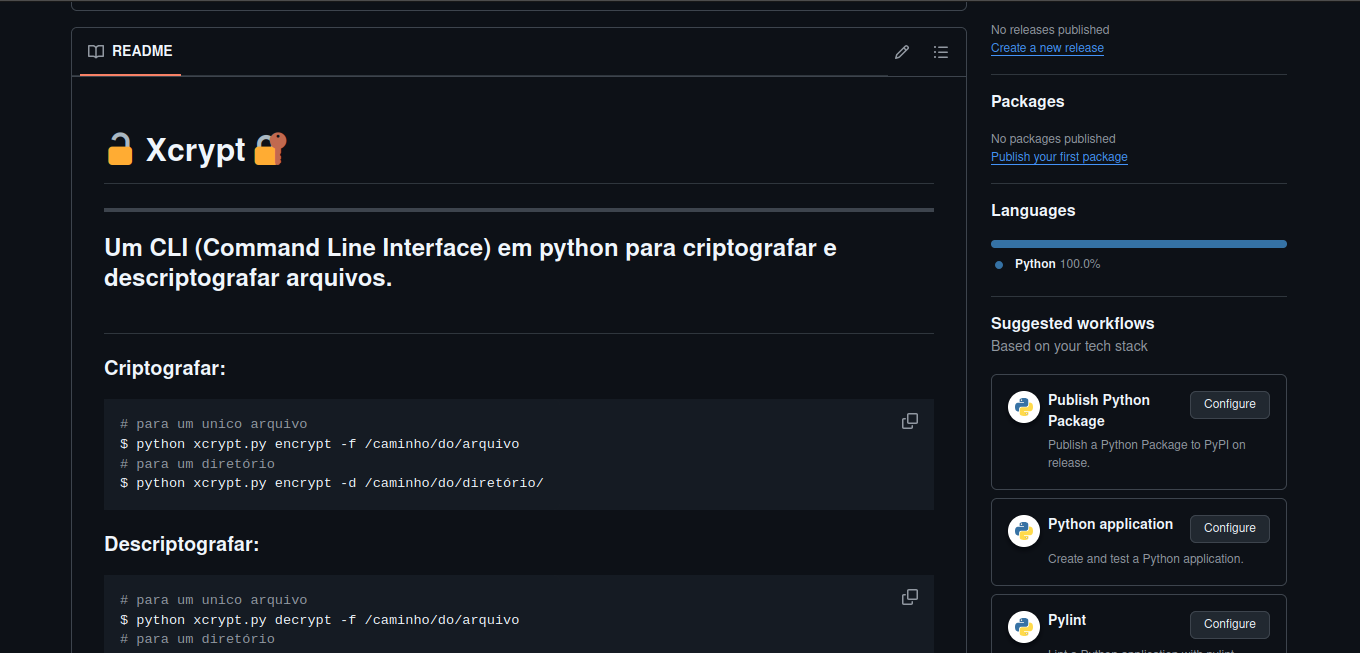 README
Xcrypt
Um CLI (Command Line Interface) em python para criptografar e
descriptografar arquivos.
Criptografar:
# para um unico arquivo
$ python xcrypt.py encrypt -f /caminho/do/arquivo
# para um diretório
$ python xcrypt.py encrypt -d /caminho/do/diretório/
Descriptografar:
# para um unico arquivo
$ python xcrypt.py decrypt -f /caminho/do/arquivo
# para um diretório
No releases published
Create a new release
Packages
No packages published
Publish your first package
Languages
Python 100.0%
Suggested workflows
Based on your tech stack
Publish Python
Package
Configure
Publish a Python Package to PyPI on
release.
Python application
Configure
Create and test a Python application.
Pylint
Configure
Lint a Python application with pylint.